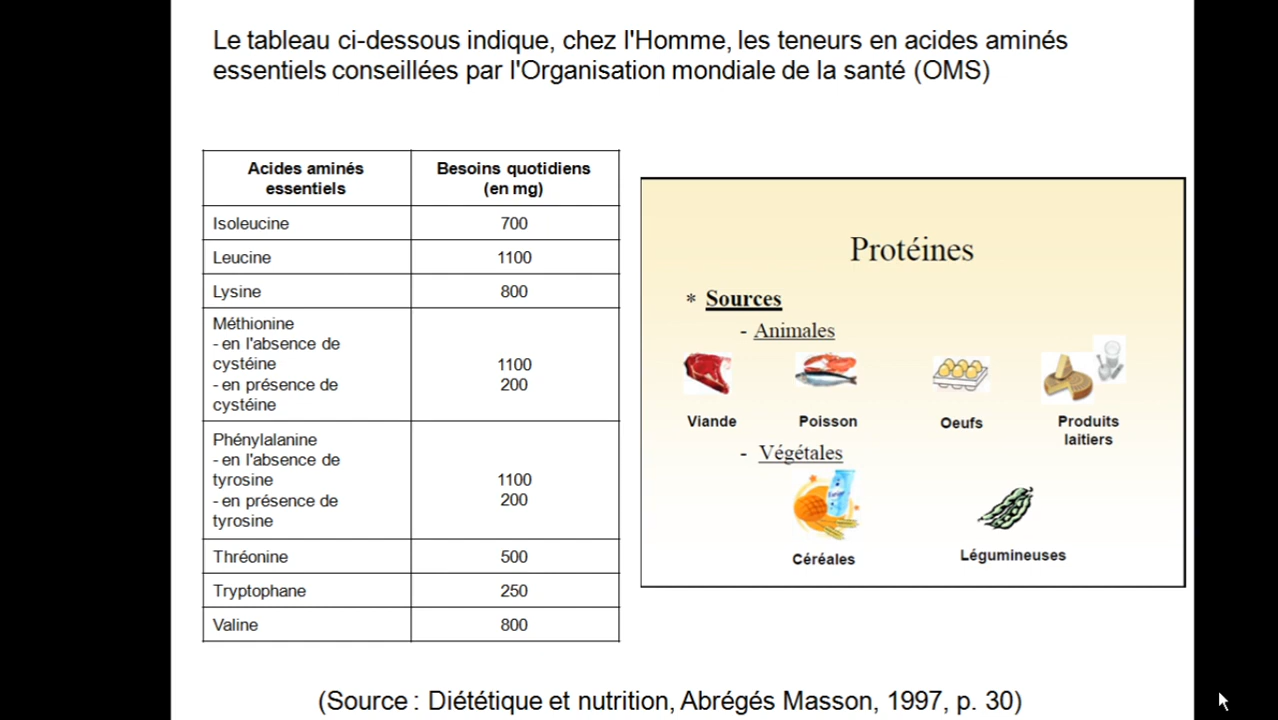 Le tableau ci-dessous indique, chez l'Homme, les teneurs en acides aminés
essentiels conseillées par l'Organisation mondiale de la santé (OMS)
Acides aminés
essentiels
Besoins quotidiens
(en mg)
Isoleucine
700
Leucine
1100
Lysine
800
Méthionine
- en l'absence de
cystéine
1100
- en présence de
200
cystéine
Phénylalanine
- en l'absence de
tyrosine
1100
- en présence de
200
tyrosine
Thréonine
500
Tryptophane
250
Valine
800
Protéines
* Sources
- Animales
Viande
Poisson
Oeufs
Produits
laitiers
- Végétales
Céréales
Légumineuses
(Source : Diététique et nutrition, Abrégés Masson, 1997, p. 30)